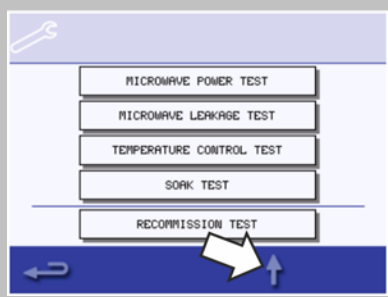 MICROWAVE POWER TEST
MICROWAVE LEAKAGE TEST
TEMPERATURE CONTROL TEST
SOAK TEST
RECOMMISSION TEST